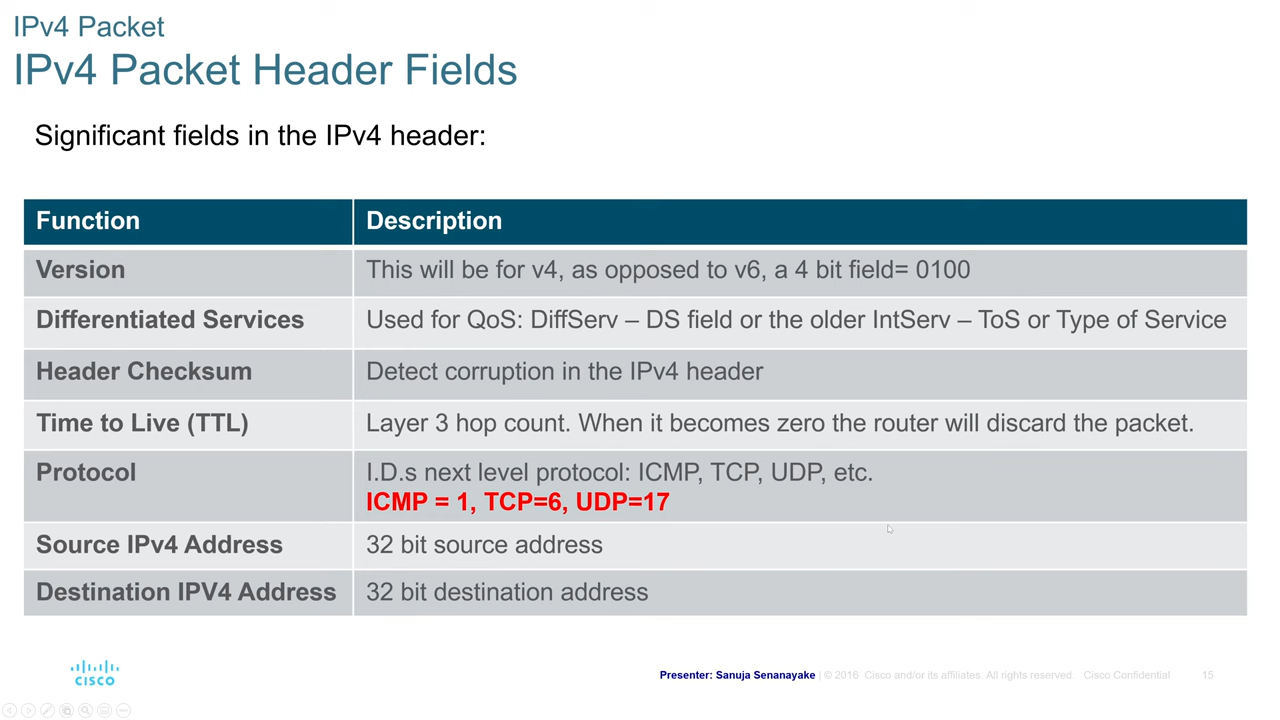 IPv4 Packet
IPv4 Packet Header Fields
Significant fields in the IPv4 header:
Function Description
Version This will be for v4, as opposed to v6, a 4 bit field= 0100
Differentiated Services Used for QoS: DiffServ – DS field or the older IntServ – ToS or Type of Service
Header Checksum Detect corruption in the IPv4 header
Time to Live (TTL) Layer 3 hop count. When it becomes zero the router will discard the packet.
Protocol I.D.s next level protocol: ICMP, TCP, UDP, etc.
ICMP = 1, TCP=6, UDP=17
Source IPv4 Address 32 bit source address
Destination IPV4 Address 32 bit destination address
CISCO
Presenter: Sanuja Senanayake | © 2016 Cisco and/or its affiliates. All rights reserved. Cisco Confidential 15